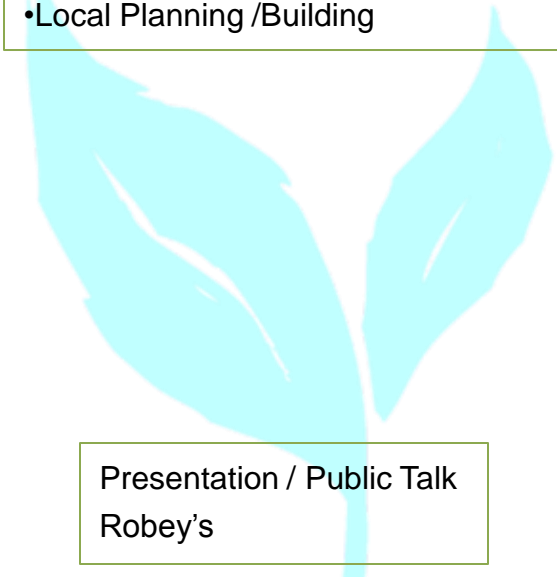 •Local Planning /Building
Presentation / Public Talk
Robey’s